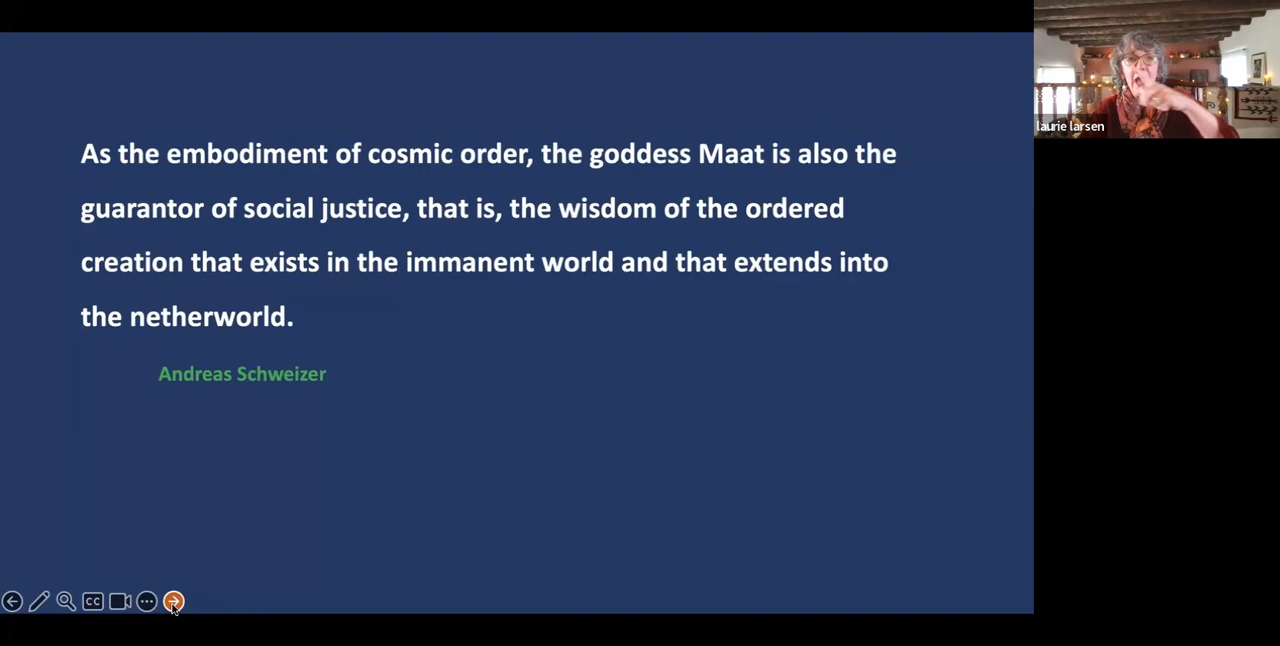 As the embodiment of cosmic order, the goddess Maat is also the
guarantor of social justice, that is, the wisdom of the ordered
creation that exists in the immanent world and that extends into
the netherworld.
Andreas Schweizer
laurie larsen
CC